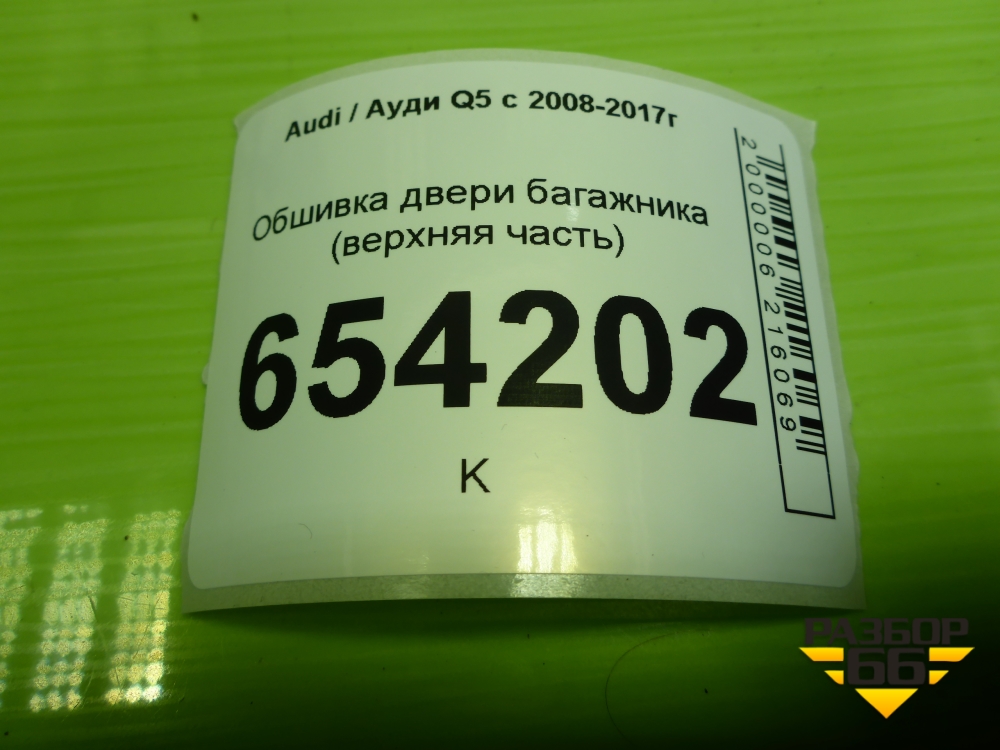 Audi / Ауди Q5 с 2008-2017г
Обшивка двери багажника
(верхняя часть)
654202
К
2000006216069
РАЗБОР
66